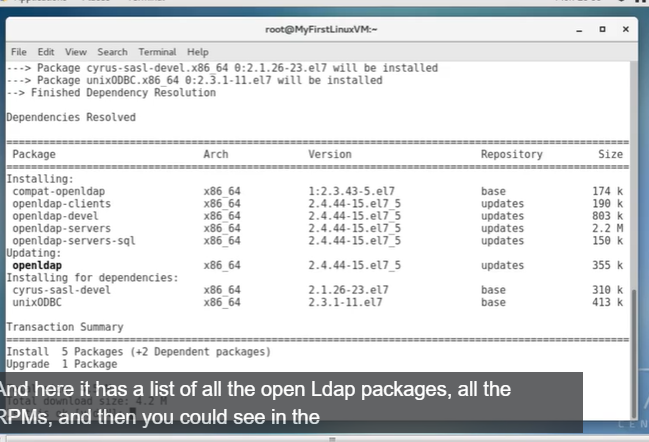 root@MyFirstLinuxVM:~
File Edit View Search Terminal Help
---> Package cyrus-sasl-devel.x86_64 0:2.1.26-23.el7 will be installed
---> Package unixODBC.x86_64 0:2.3.1-11.el7 will be installed
--> Finished Dependency Resolution
Dependencies Resolved
Package Arch Version Repository Size
Installing:
compat-openldap x86_64 1:2.3.43-5.el7 base 174 k
openldap-clients x86_64 2.4.44-15.el7_5 updates 190 k
openldap-devel x86_64 2.4.44-15.el7_5 updates 803 k
openldap-servers x86_64 2.4.44-15.el7_5 updates 2.2 M
openldap-servers-sql x86_64 2.4.44-15.el7_5 updates 150 k
Updating:
openldap x86_64 2.4.44-15.el7_5 updates 355 k
Installing for dependencies:
cyrus-sasl-devel x86_64 2.1.26-23.el7 base 310 k
unixODBC x86_64 2.3.1-11.el7 base 413 k
Transaction Summary
Install 5 Packages (+2 Dependent packages)
Upgrade 1 Package
And here it has a list of all the open Ldap packages, all the
Total download size: 4.2 M
RPMs, and then you could see in the